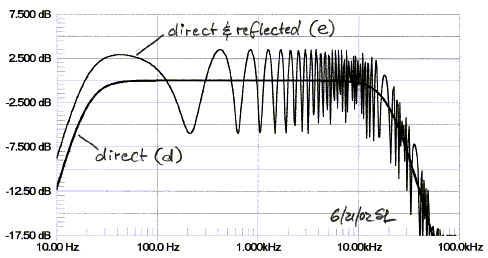 7.500 dB
direct & reflected (e)
2.500 dB
-2.500 dB
-7.500 dB
direct (d)
-12.50 dB
6/21/02 SL
-17.50 dB
10.00 Hz 100.0 Hz 1.000kHz 10.00kHz 100.0kHz